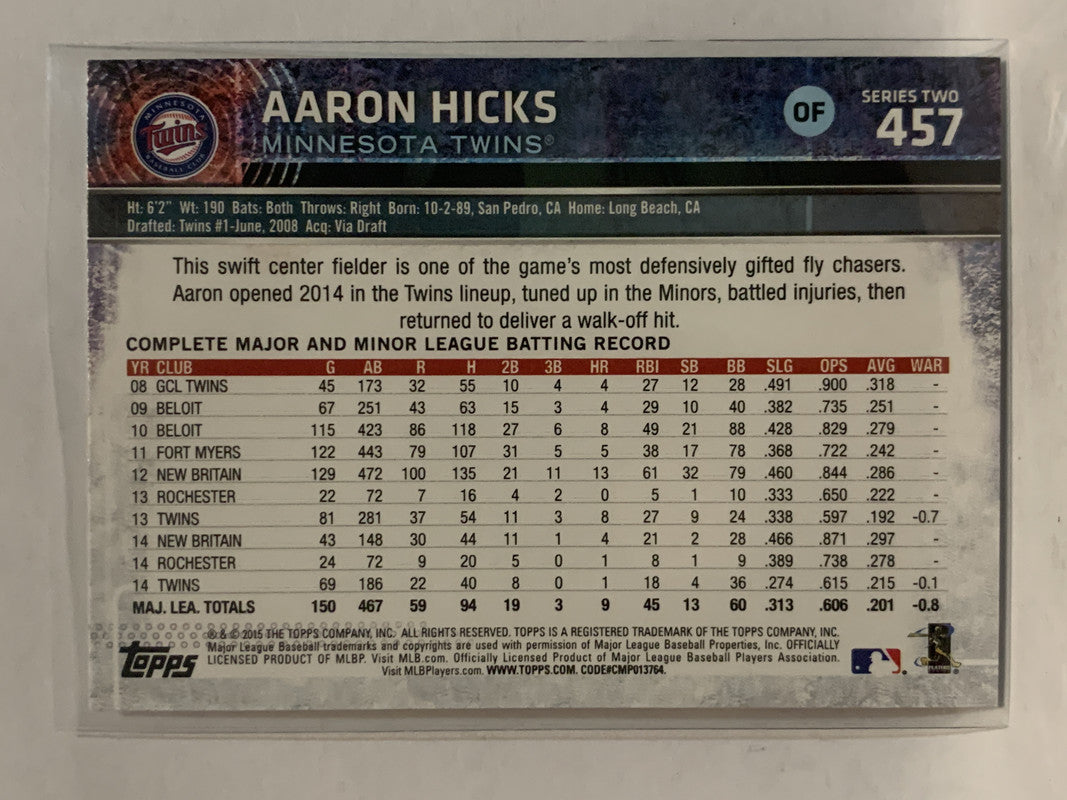 MINNESOTA
Twins
BASEBALL CLUB
AARON HICKS
MINNESOTA TWINS®
OF
SERIES TWO
457
Ht: 6'2" Wt: 190 Bats: Both Throws: Right Born: 10-2-89, San Pedro, CA Home: Long Beach, CA
Drafted: Twins #1-June, 2008 Acq: Via Draft
This swift center fielder is one of the game's most defensively gifted fly chasers.
Aaron opened 2014 in the Twins lineup, tuned up in the Minors, battled injuries, then
returned to deliver a walk-off hit.
COMPLETE MAJOR AND MINOR LEAGUE BATTING RECORD
YR CLUB G AB R H 2B 3B HR RBI SB BB SLG OPS AVG WAR
08 GCL TWINS 45 173 32 55 10 4 4 27 12 28 .491 .900 .318 -
09 BELOIT 67 251 43 63 15 3 4 29 10 40 .382 .735 .251 -
10 BELOIT 115 423 86 118 27 6 8 49 21 88 .428 .829 .279 -
11 FORT MYERS 122 443 79 107 31 5 5 38 17 78 .368 .722 .242 -
12 NEW BRITAIN 129 472 100 135 21 11 13 61 32 79 .460 .844 .286 -
13 ROCHESTER 22 72 7 16 4 2 0 5 1 10 .333 .650 .222 -
13 TWINS 81 281 37 54 11 3 8 27 9 24 .338 .597 .192 -0.7
14 NEW BRITAIN 43 148 30 44 11 1 4 21 2 28 .466 .871 .297 -
14 ROCHESTER 24 72 9 20 5 0 1 8 1 9 .389 .738 .278 -
14 TWINS 69 186 22 40 8 0 1 18 4 36 .274 .615 .215 -0.1
MAJ. LEA. TOTALS 150 467 59 94 19 3 9 45 13 60 .313 .606 .201 -0.8
topps
® & © 2015 THE TOPPS COMPANY, INC. ALL RIGHTS RESERVED. TOPPS IS A REGISTERED TRADEMARK OF THE TOPPS COMPANY, INC.
Major League Baseball trademarks and copyrights are used with permission of Major League Baseball Properties, Inc. OFFICIALLY
LICENSED PRODUCT OF MLBP. Visit MLB.com. Officially Licensed Product of Major League Baseball Players Association.
Visit MLBPlayers.com. WWW.TOPPS.COM. CODE#CMP013764.